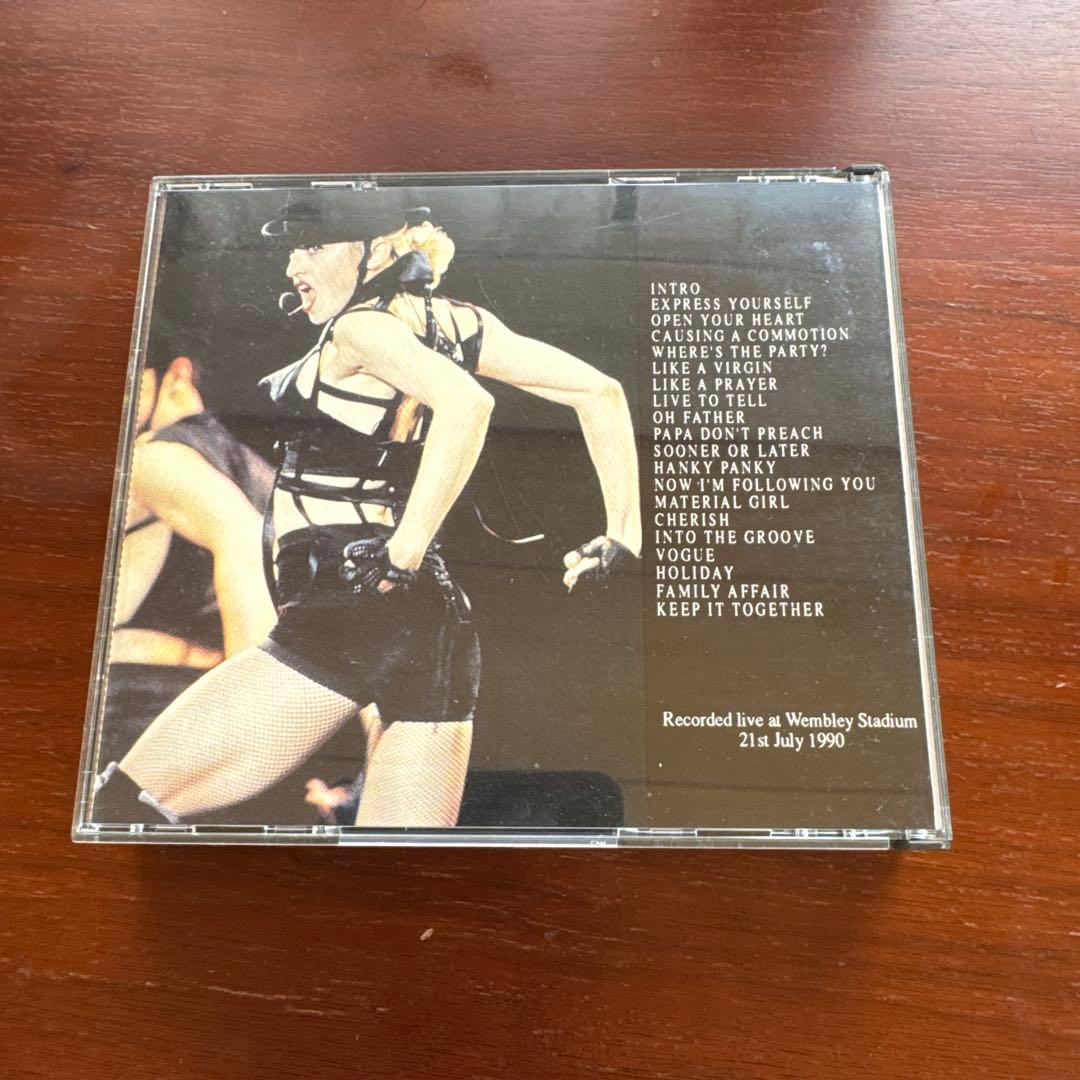 INTRO
EXPRESS YOURSELF
OPEN YOUR HEART
CAUSING A COMMOTION
WHERE'S THE PARTY?
LIKE A VIRGIN
LIKE A PRAYER
LIVE TO TELL
OH FATHER
PAPA DON'T PREACH
SOONER OR LATER
HANKY PANKY
NOW I'M FOLLOWING YOU
MATERIAL GIRL
CHERISH
INTO THE GROOVE
VOGUE
HOLIDAY
FAMILY AFFAIR
KEEP IT TOGETHER
Recorded live at Wembley Stadium
21st July 1990